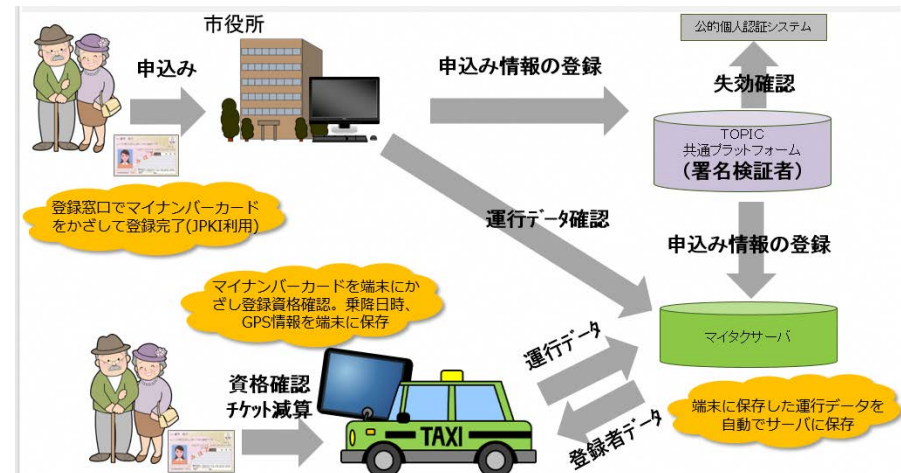 市役所
公的個人認証システム
申込み
申込み情報の登録
失効確認
TOPIC
共通プラットフォーム
(署名検証者)
登録窓口でマイナンバーカード
をかざして登録完了(JPKI利用)
運行データ確認
申込み情報の登録
マイナンバーカードを端末にか
ざし登録資格確認。乗降日時、
GPS情報を端末に保存
マイタクサーバ
運行データ
資格確認
チケット減算
登録者データ
TAXI
端末に保存した運行データを
自動でサーバに保存